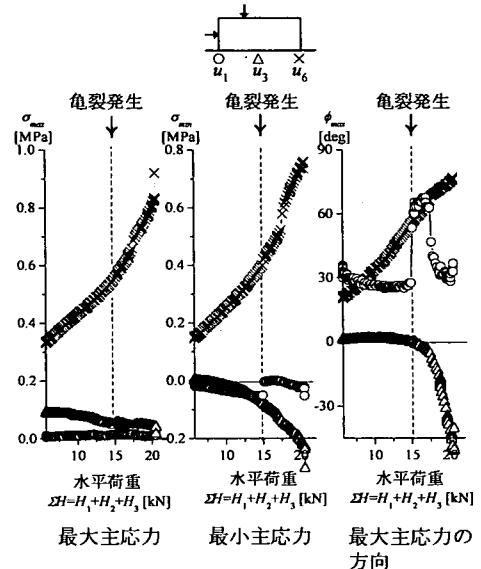 u₁ u₃ u₆
亀裂発生 亀裂発生 亀裂発生
σmax [MPa] σmin [MPa] ϕmax [deg]
1.0 0.8 90
0.8 0.6 60
0.6 0.4 30
0.4 0.2 0
0.2 0.0 -30
0.0 0.2
10 15 20 10 15 20 10 15 20
水平荷重 水平荷重 水平荷重
ΣH=H₁+H₂+H₃ [kN] ΣH=H₁+H₂+H₃ [kN] ΣH=H₁+H₂+H₃ [kN]
最大主応力 最小主応力 最大主応力の
方向